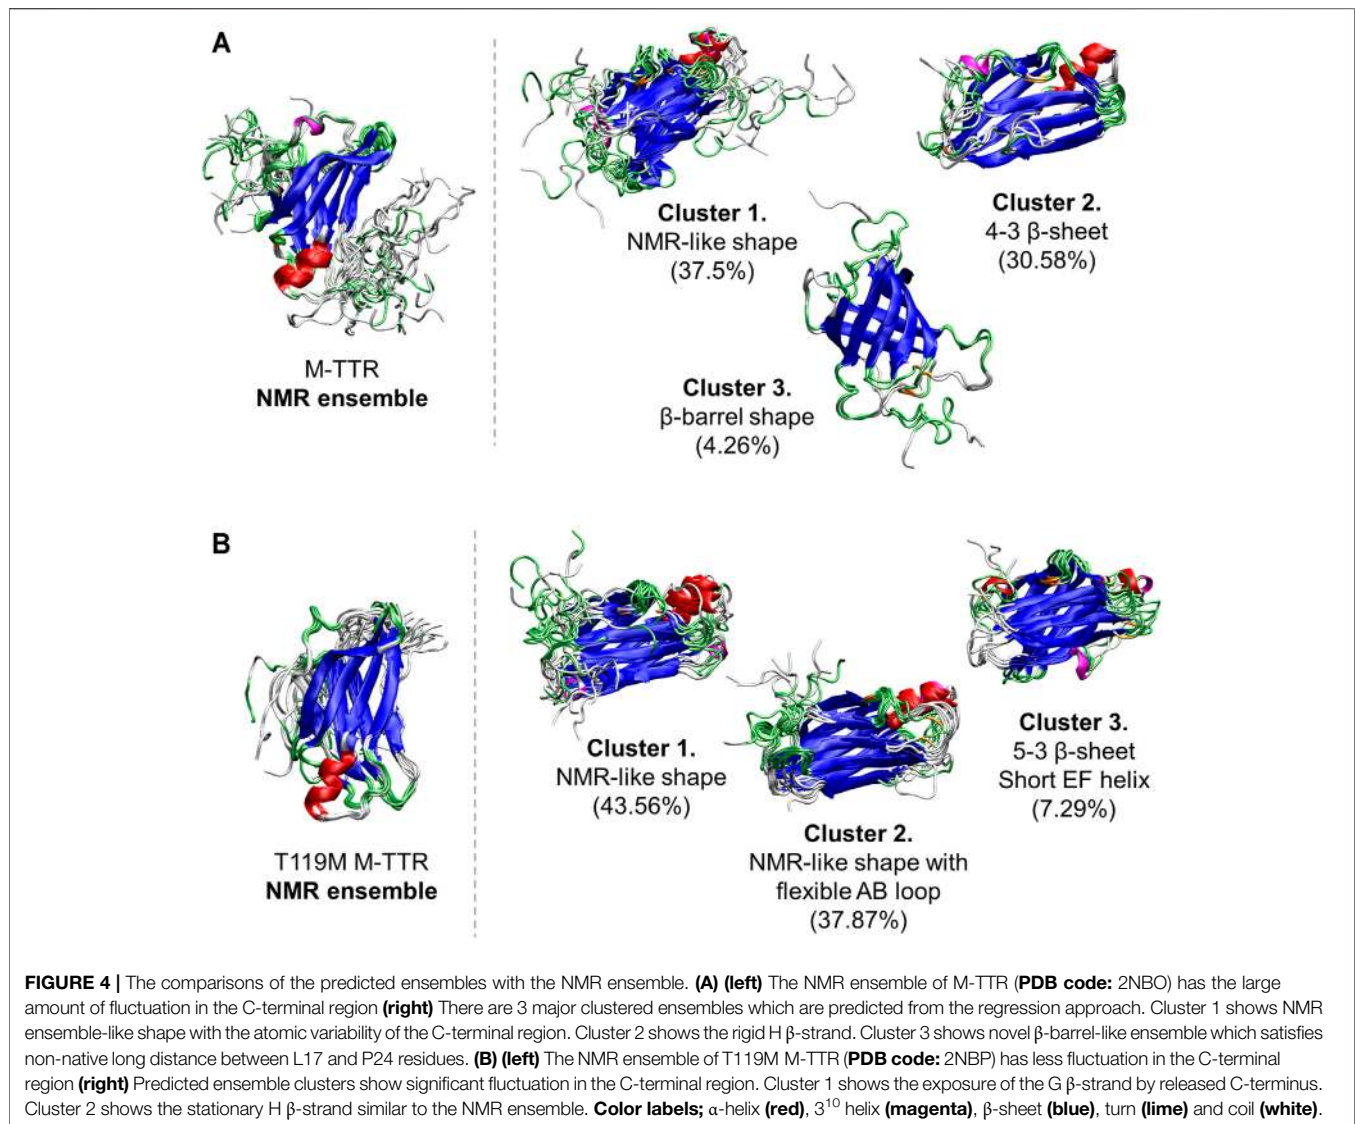 A
M-TTR
NMR ensemble
Cluster 1.
NMR-like shape
(37.5%)
Cluster 2.
4-3 β-sheet
(30.58%)
Cluster 3.
β-barrel shape
(4.26%)
B
T119M M-TTR
NMR ensemble
Cluster 1.
NMR-like shape
(43.56%)
Cluster 2.
NMR-like shape with
flexible AB loop
(37.87%)
Cluster 3.
5-3 β-sheet
Short EF helix
(7.29%)
FIGURE 4 | The comparisons of the predicted ensembles with the NMR ensemble. (A) (left) The NMR ensemble of M-TTR (PDB code: 2NBO) has the large
amount of fluctuation in the C-terminal region (right) There are 3 major clustered ensembles which are predicted from the regression approach. Cluster 1 shows NMR
ensemble-like shape with the atomic variability of the C-terminal region. Cluster 2 shows the rigid H β-strand. Cluster 3 shows novel β-barrel-like ensemble which satisfies
non-native long distance between L17 and P24 residues. (B) (left) The NMR ensemble of T119M M-TTR (PDB code: 2NBP) has less fluctuation in the C-terminal
region (right) Predicted ensemble clusters show significant fluctuation in the C-terminal region. Cluster 1 shows the exposure of the G β-strand by released C-terminus.
Cluster 2 shows the stationary H β-strand similar to the NMR ensemble. Color labels; α-helix (red), 3¹⁰ helix (magenta), β-sheet (blue), turn (lime) and coil (white).